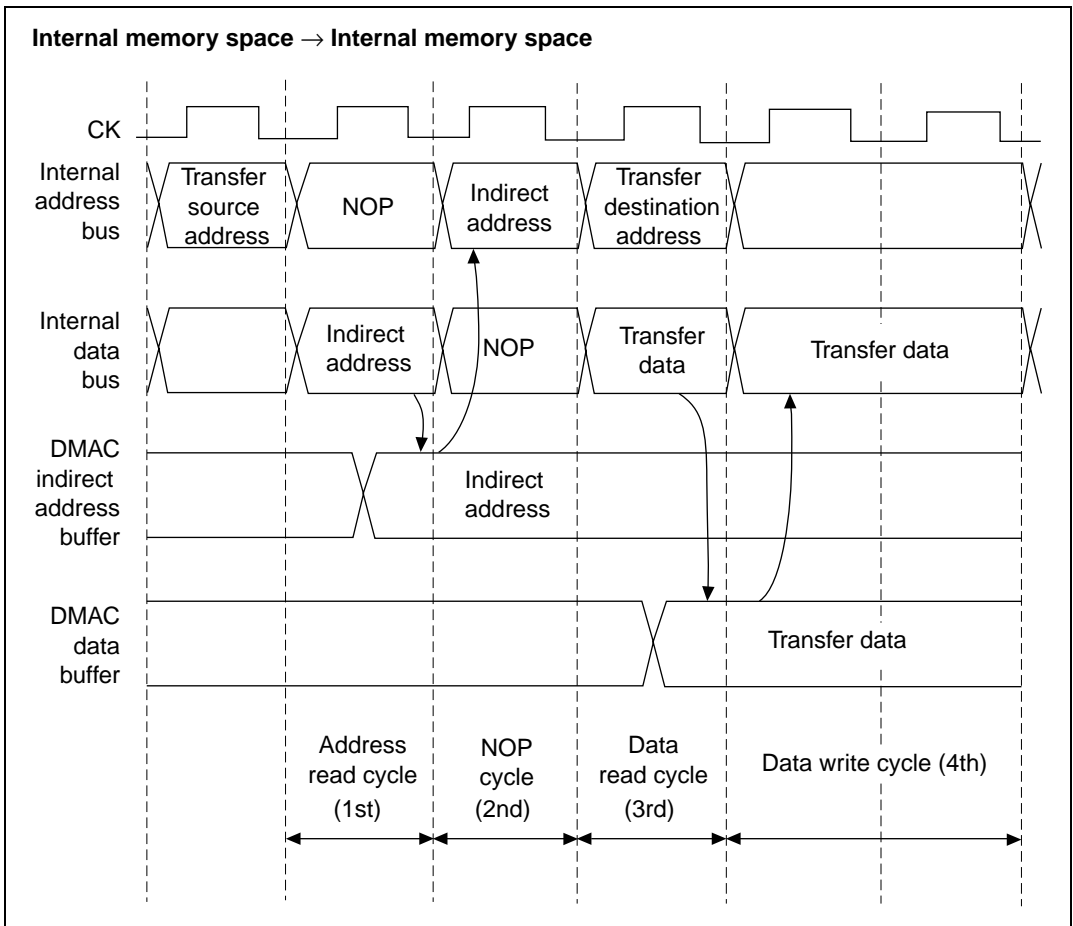 Internal memory space → Internal memory space
CK
Internal
address
bus
Transfer
source
address
NOP
Indirect
address
Transfer
destination
address
Internal
data
bus
Indirect
address
NOP
Transfer
data
Transfer data
DMAC
indirect
address
buffer
Indirect
address
DMAC
data
buffer
Transfer data
Address
read cycle
(1st)
NOP
cycle
(2nd)
Data
read cycle
(3rd)
Data write cycle (4th)